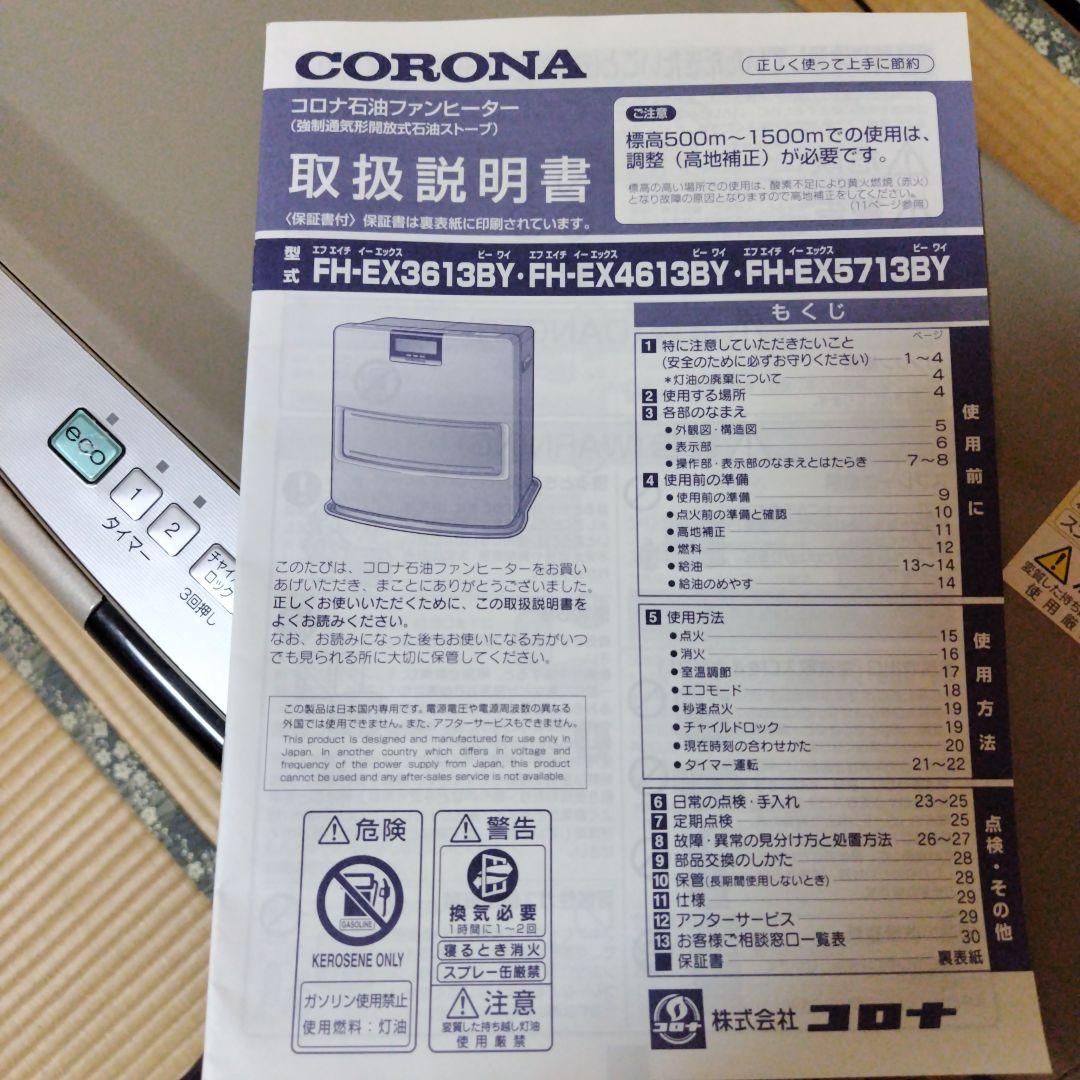 CORONA
正しく使って上手に節約
コロナ石油ファンヒーター
(強制通気形開放式石油ストーブ)
取扱説明書
〈保証書付〉保証書は裏表紙に印刷されています。
ご注意
標高500m～1500mでの使用は、
調整（高地補正）が必要です。
標高の高い場所での使用は、酸素不足により黄火燃焼（赤火）
となり故障の原因となりますので高地補正をしてください。
(11ページ参照)
型式
エフ エイチ イー エックス ビー ワイ エフ エイチ イー エックス ビー ワイ エフ エイチ イー エックス ビー ワイ
FH-EX3613BY・FH-EX4613BY・FH-EX5713BY
もくじ
ページ
1 特に注意していただきたいこと
(安全のために必ずお守りください) 1～4
*灯油の廃棄について 4
2 使用する場所 4
3 各部のなまえ
●外観図・構造図 5
●表示部 6
●操作部・表示部のなまえとはたらき 7～8
4 使用前の準備
●使用前の準備 9
●点火前の準備と確認 10
●高地補正 11
●燃料 12
●給油 13～14
●給油のめやす 14
使用前に
5 使用方法
●点火 15
●消火 16
●室温調節 17
●エコモード 18
●秒速点火 19
●チャイルドロック 19
●現在時刻の合わせかた 20
●タイマー運転 21～22
使用方法
6 日常の点検・手入れ 23～25
7 定期点検 25
8 故障・異常の見分け方と処置方法 26～27
9 部品交換のしかた 28
10 保管(長期間使用しないとき) 28
11 仕様 29
12 アフターサービス 29
13 お客様ご相談窓口一覧表 30
■ 保証書 裏表紙
点検・その他
このたびは、コロナ石油ファンヒーターをお買い
あげいただき、まことにありがとうございました。
正しくお使いいただくために、この取扱説明書を
よくお読みください。
なお、お読みになった後もお使いになる方がいつ
でも見られる所に大切に保管してください。
この製品は日本国内専用です。電源電圧や電源周波数の異なる
外国では使用できません。また、アフターサービスもできません。
This product is designed and manufactured for use only in
Japan. In another country which differs in voltage and
frequency of the power supply from Japan, this product
cannot be used and any after-sales service is not available.
危険
GASOLINE
KEROSENE ONLY
ガソリン使用禁止
使用燃料：灯油
警告
換気必要
1時間に1～2回
寝るとき消火
スプレー缶厳禁
注意
変質した持ち越し灯油
使用厳禁
コロナ
株式会社 コロナ
eco
1
2
タイマー
チャイル
ロック
3回押し
変質した持ち
使用厳